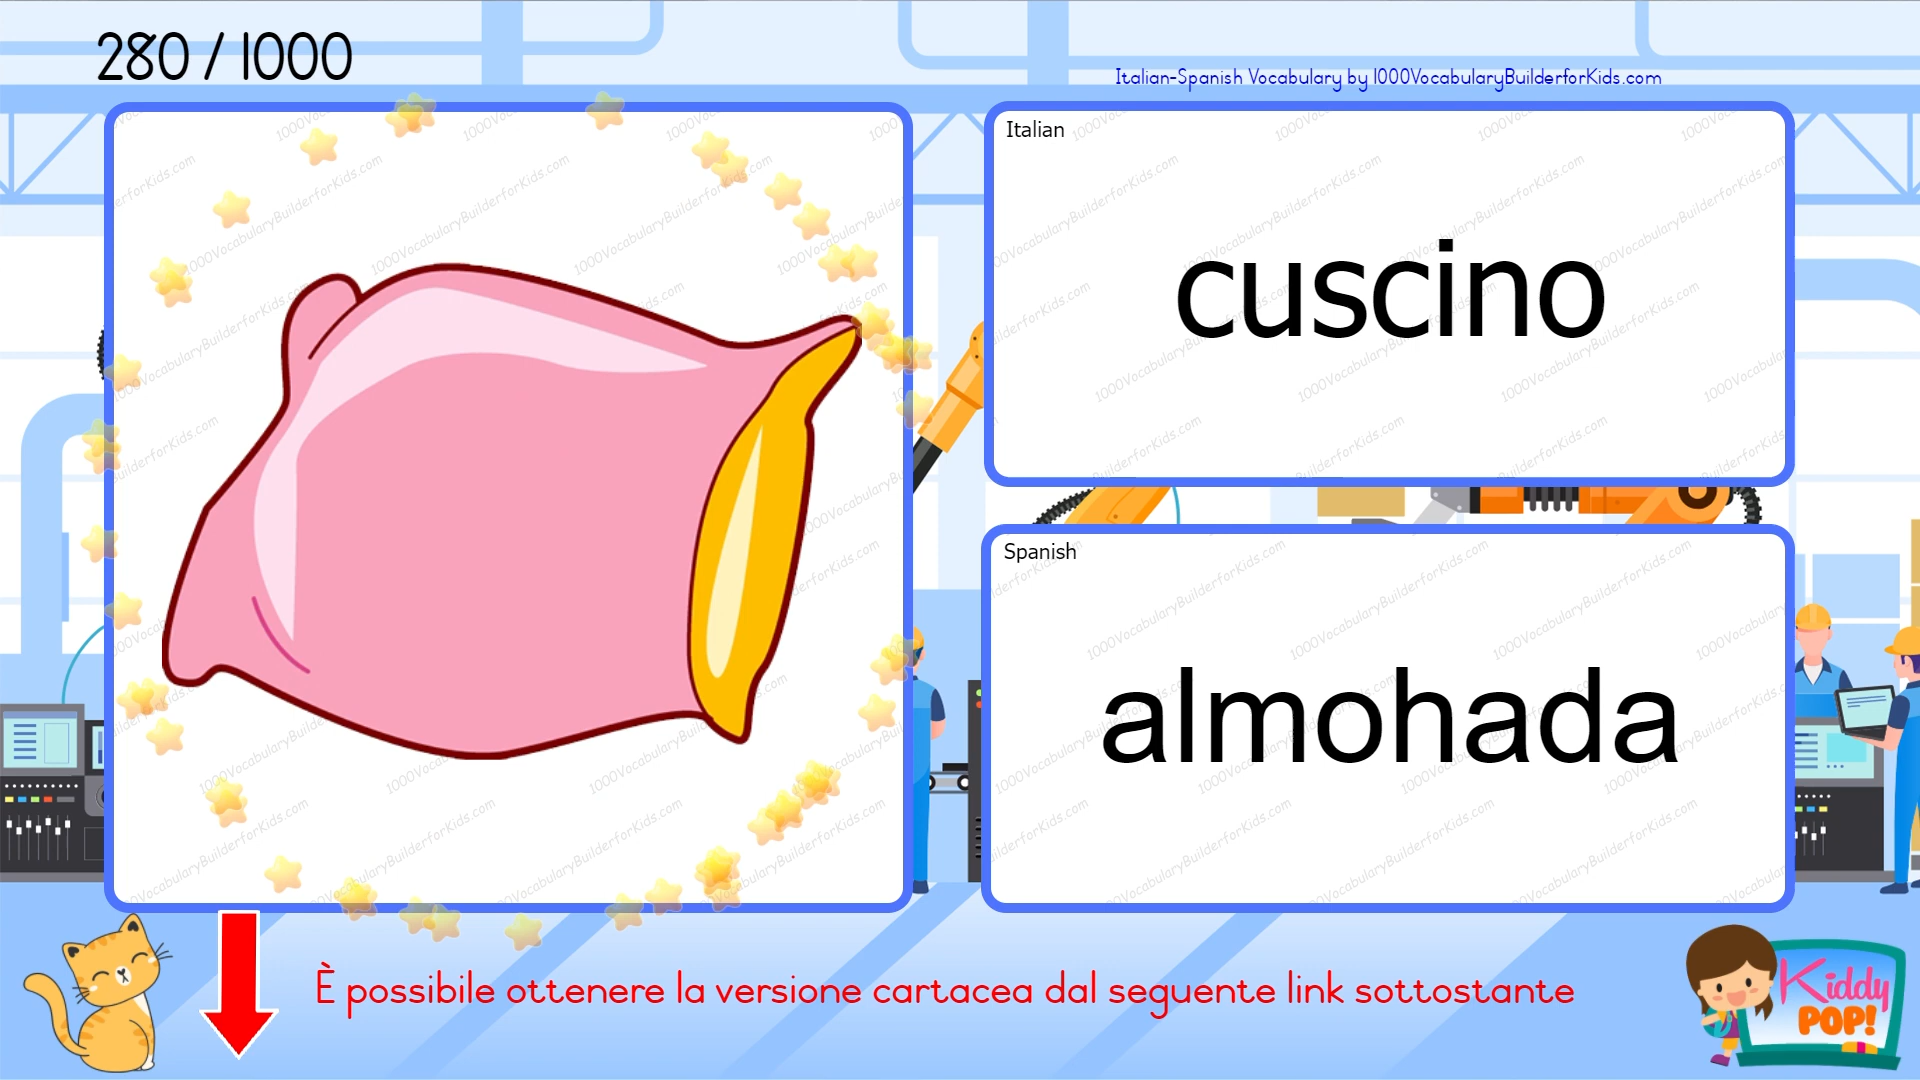 280 / 1000
Italian-Spanish Vocabulary by 1000VocabularyBuilderforKids.com
Italian
cuscino
Spanish
almohada
È possibile ottenere la versione cartacea dal seguente link sottostante
Kiddy
POP!